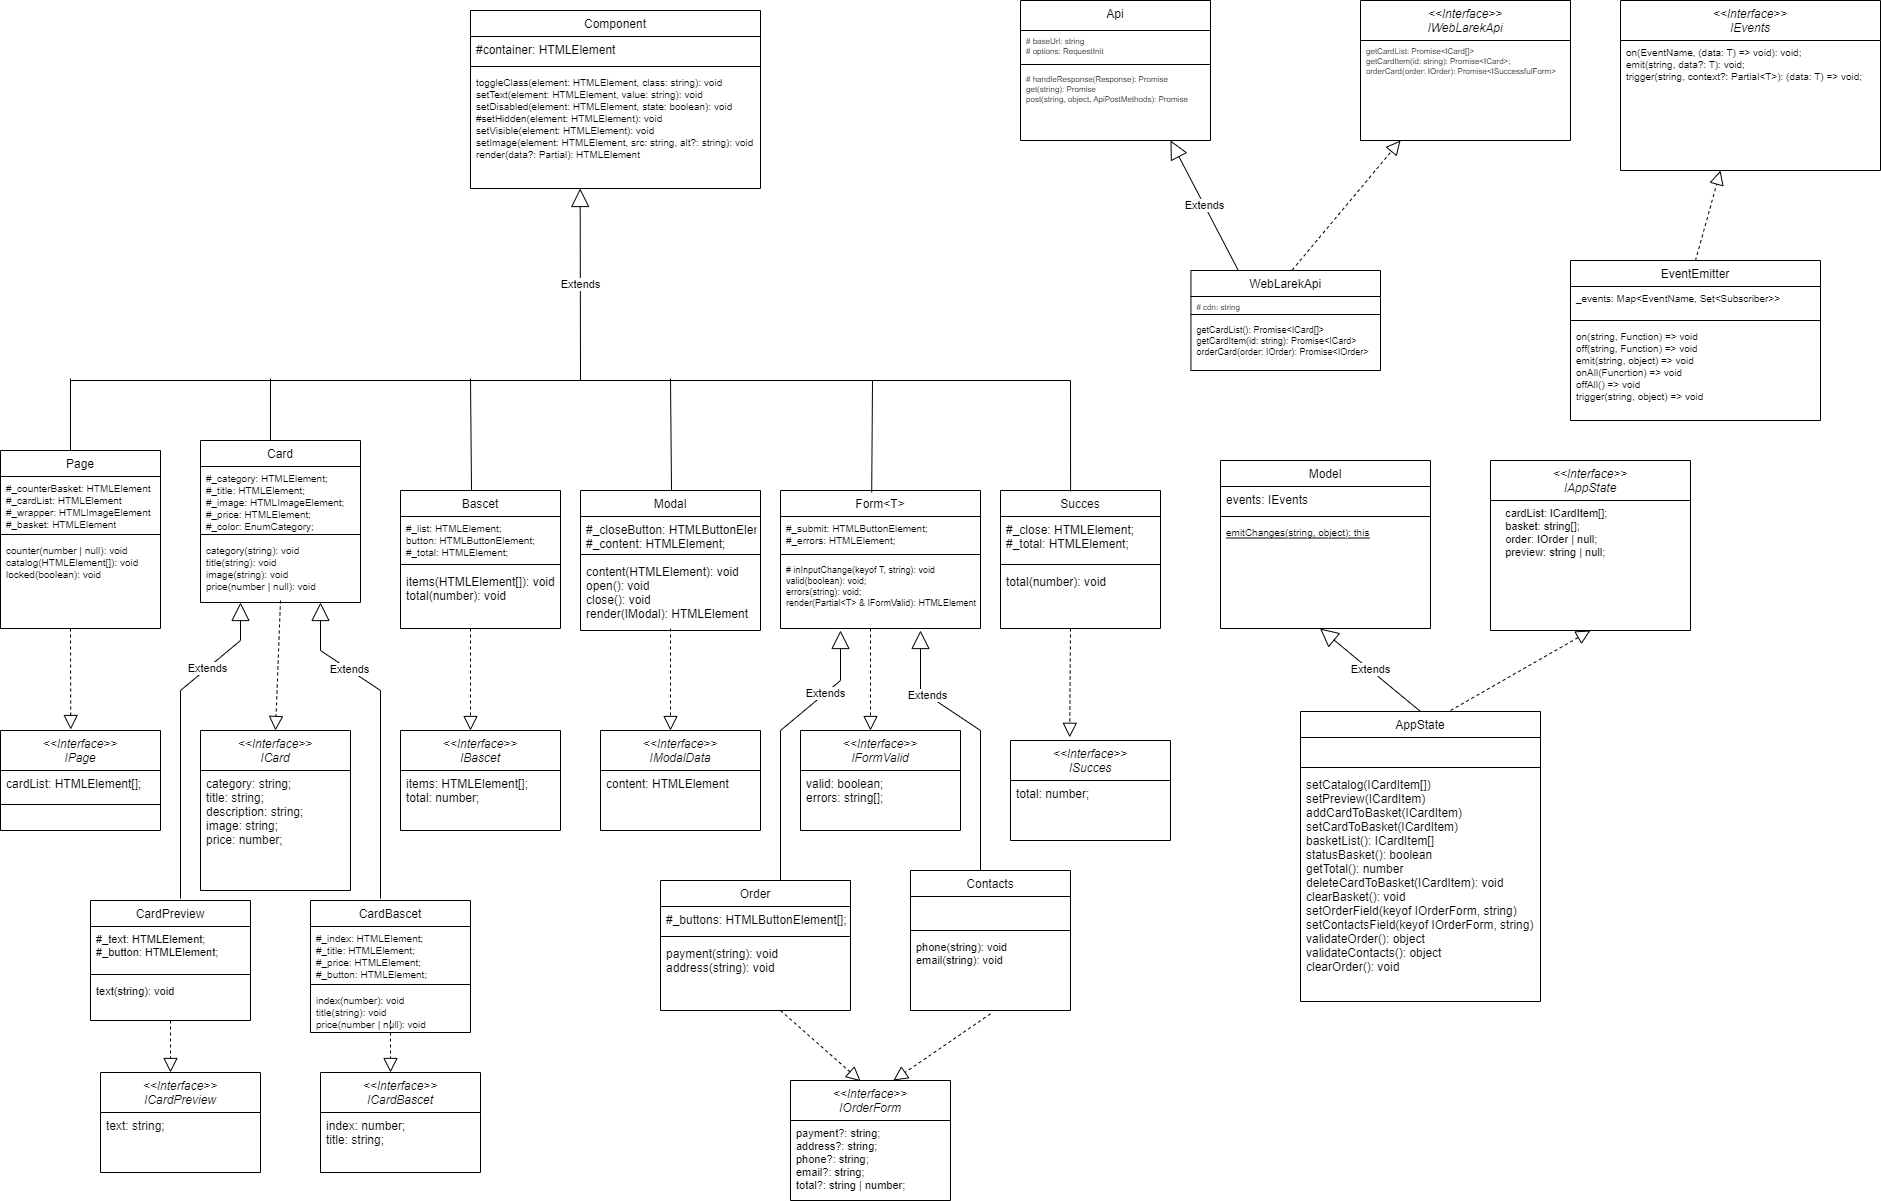 Component
#container: HTMLElement
toggleClass(element: HTMLElement, class: string): void
setText(element: HTMLElement, value: string): void
setDisabled(element: HTMLElement, state: boolean): void
#setHidden(element: HTMLElement): void
setVisible(element: HTMLElement): void
setImage(element: HTMLElement, src: string, alt?: string): void
render(data?: Partial): HTMLElement
Extends
Api
# baseUrl: string
# options: RequestInit
# handleResponse(Response): Promise
get(string): Promise
post(string, object, ApiPostMethods): Promise
<<Interface>>
IWebLarekApi
getCardList: Promise<ICard[]>
getCardItem(id: string): Promise<ICard>;
orderCard(order: IOrder): Promise<ISuccessfulForm>
<<Interface>>
IEvents
on(EventName, (data: T) => void): void;
emit(string, data?: T): void;
trigger(string, context?: Partial<T>): (data: T) => void;
Extends
WebLarekApi
# cdn: string
getCardList(): Promise<ICard[]>
getCardItem(id: string): Promise<ICard>
orderCard(order: IOrder): Promise<IOrder>
EventEmitter
_events: Map<EventName, Set<Subscriber>>
on(string, Function) => void
off(string, Function) => void
emit(string, object) => void
onAll(Funcrtion) => void
offAll() => void
trigger(string, object) => void
Page
#_counterBasket: HTMLElement
#_cardList: HTMLElement
#_wrapper: HTMLImageElement
#_basket: HTMLElement
counter(number | null): void
catalog(HTMLElement[]): void
locked(boolean): void
Card
#_category: HTMLElement;
#_title: HTMLElement;
#_image: HTMLImageElement;
#_price: HTMLElement;
#_color: EnumCategory;
category(string): void
title(string): void
image(string): void
price(number | null): void
Bascet
#_list: HTMLElement;
button: HTMLButtonElement;
#_total: HTMLElement;
items(HTMLElement[]): void
total(number): void
Modal
#_closeButton: HTMLButtonEler
#_content: HTMLElement;
content(HTMLElement): void
open(): void
close(): void
render(IModal): HTMLElement
Form<T>
#_submit: HTMLButtonElement;
#_errors: HTMLElement;
# inInputChange(keyof T, string): void
valid(boolean): void;
errors(string): void;
render(Partial<T> & IFormValid): HTMLElement
Succes
#_close: HTMLElement;
#_total: HTMLElement;
total(number): void
Model
events: IEvents
emitChanges(string, object): this
<<Interface>>
IAppState
cardList: ICardItem[];
basket: string[];
order: IOrder | null;
preview: string | null;
Extends
Extends
Extends
Extends
Extends
<<Interface>>
IPage
cardList: HTMLElement[];
<<Interface>>
ICard
category: string;
title: string;
description: string;
image: string;
price: number;
<<Interface>>
IBascet
items: HTMLElement[];
total: number;
<<Interface>>
IModalData
content: HTMLElement
<<Interface>>
IFormValid
valid: boolean;
errors: string[];
<<Interface>>
ISucces
total: number;
AppState
setCatalog(ICardItem[])
setPreview(ICardItem)
addCardToBasket(ICardItem)
setCardToBasket(ICardItem)
basketList(): ICardItem[]
statusBasket(): boolean
getTotal(): number
deleteCardToBasket(ICardItem): void
clearBasket(): void
setOrderField(keyof IOrderForm, string)
setContactsField(keyof IOrderForm, string)
validateOrder(): object
validateContacts(): object
clearOrder(): void
CardPreview
#_text: HTMLElement;
#_button: HTMLElement;
text(string): void
CardBascet
#_index: HTMLElement;
#_title: HTMLElement;
#_price: HTMLElement;
#_button: HTMLElement;
index(number): void
title(string): void
price(number | null): void
Order
#_buttons: HTMLButtonElement[];
payment(string): void
address(string): void
Contacts
phone(string): void
email(string): void
<<Interface>>
ICardPreview
text: string;
<<Interface>>
ICardBascet
index: number;
title: string;
<<Interface>>
IOrderForm
payment?: string;
address?: string;
phone?: string;
email?: string;
total?: string | number;